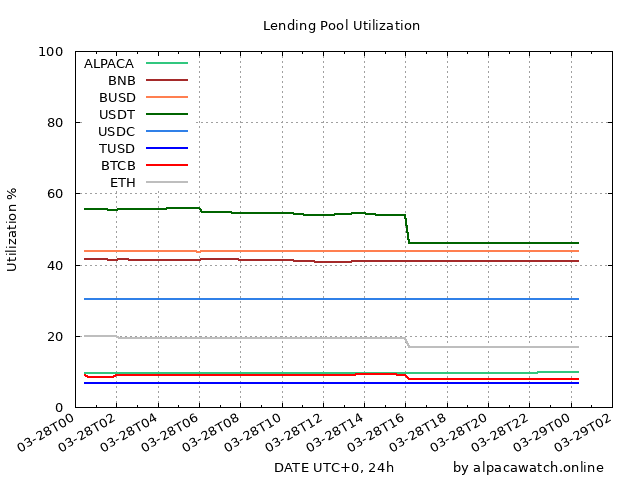 Lending Pool Utilization
100
80
60
40
20
0
Utilization %
ALPACA
BNB
BUSD
USDT
USDC
TUSD
BTCB
ETH
03-28T00
03-28T02
03-28T04
03-28T06
03-28T08
03-28T10
03-28T12
03-28T14
03-28T16
03-28T18
03-28T20
03-28T22
03-29T00
03-29T02
DATE UTC+0, 24h
by alpacawatch.online